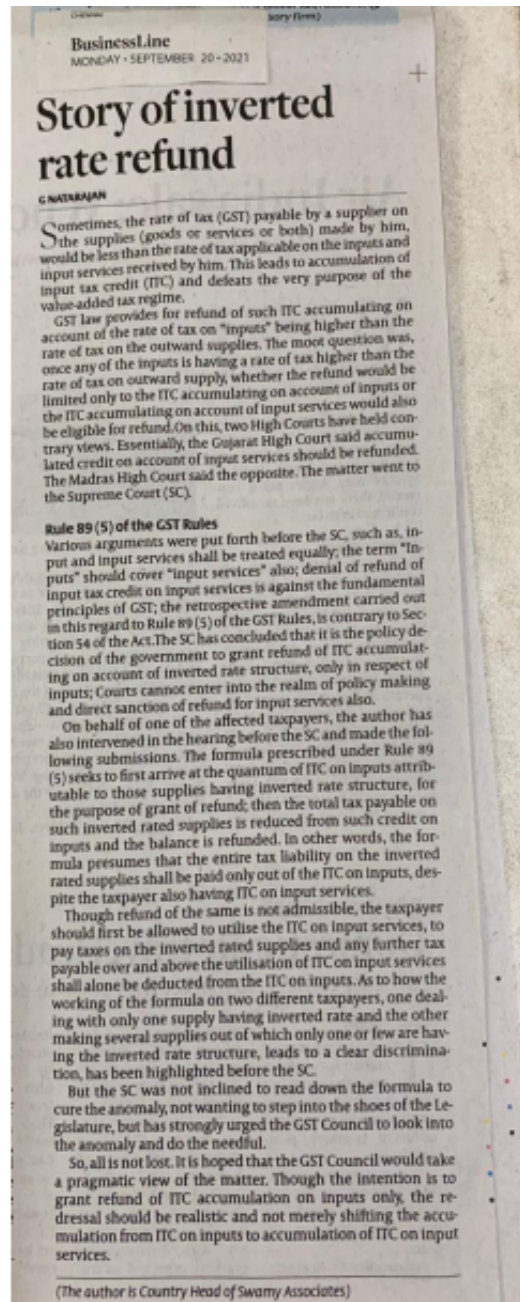 CHENNAI
sory firm)
BusinessLine
MONDAY • SEPTEMBER 20 - 2021
Story of inverted
rate refund
G NATARAJAN
Sometimes, the rate of tax (GST) payable by a supplier on
the supplies (goods or services or both) made by him,
would be less than the rate of tax applicable on the inputs and
input services received by him. This leads to accumulation of
input tax credit (ITC) and defeats the very purpose of the
value-added tax regime.
GST law provides for refund of such ITC accumulating on
account of the rate of tax on "inputs" being higher than the
rate of tax on the outward supplies. The moot question was,
once any of the inputs is having a rate of tax higher than the
rate of tax on outward supply, whether the refund would be
limited only to the ITC accumulating on account of inputs or
the ITC accumulating on account of input services would also
be eligible for refund.On this, two High Courts have held con-
trary views. Essentially, the Gujarat High Court said accumu-
lated credit on account of input services should be refunded.
The Madras High Court said the opposite. The matter went to
the Supreme Court (SC).
Rule 89 (5) of the GST Rules
Various arguments were put forth before the SC, such as, in-
put and input services shall be treated equally; the term "In-
puts" should cover "input services" also; denial of refund of
input tax credit on input services is against the fundamental
principles of GST; the retrospective amendment carried out
in this regard to Rule 89 (5) of the GST Rules, is contrary to Sec-
tion 54 of the Act.The SC has concluded that it is the policy de-
cision of the government to grant refund of ITC accumulat-
ing on account of inverted rate structure, only in respect of
inputs; Courts cannot enter into the realm of policy making
and direct sanction of refund for input services also.
On behalf of one of the affected taxpayers, the author has
also intervened in the hearing before the SC and made the fol-
lowing submissions. The formula prescribed under Rule 89
(5) seeks to first arrive at the quantum of ITC on inputs attrib-
utable to those supplies having inverted rate structure, for
the purpose of grant of refund; then the total tax payable on
such inverted rated supplies is reduced from such credit on
inputs and the balance is refunded. In other words, the for-
mula presumes that the entire tax liability on the inverted
rated supplies shall be paid only out of the ITC on inputs, des-
pite the taxpayer also having ITC on input services.
Though refund of the same is not admissible, the taxpayer
should first be allowed to utilise the ITC on input services, to
pay taxes on the inverted rated supplies and any further tax
payable over and above the utilisation of ITC on input services
shall alone be deducted from the ITC on inputs. As to how the
working of the formula on two different taxpayers, one deal-
ing with only one supply having inverted rate and the other
making several supplies out of which only one or few are hav-
ing the inverted rate structure, leads to a clear discrimina-
tion, has been highlighted before the SC.
But the SC was not inclined to read down the formula to
cure the anomaly, not wanting to step into the shoes of the Le-
gislature, but has strongly urged the GST Council to look into
the anomaly and do the needful.
So, all is not lost. It is hoped that the GST Council would take
a pragmatic view of the matter. Though the intention is to
grant refund of ITC accumulation on inputs only, the re-
dressal should be realistic and not merely shifting the accu-
mulation from ITC on inputs to accumulation of ITC on input
services.
(The author is Country Head of Swamy Associates)